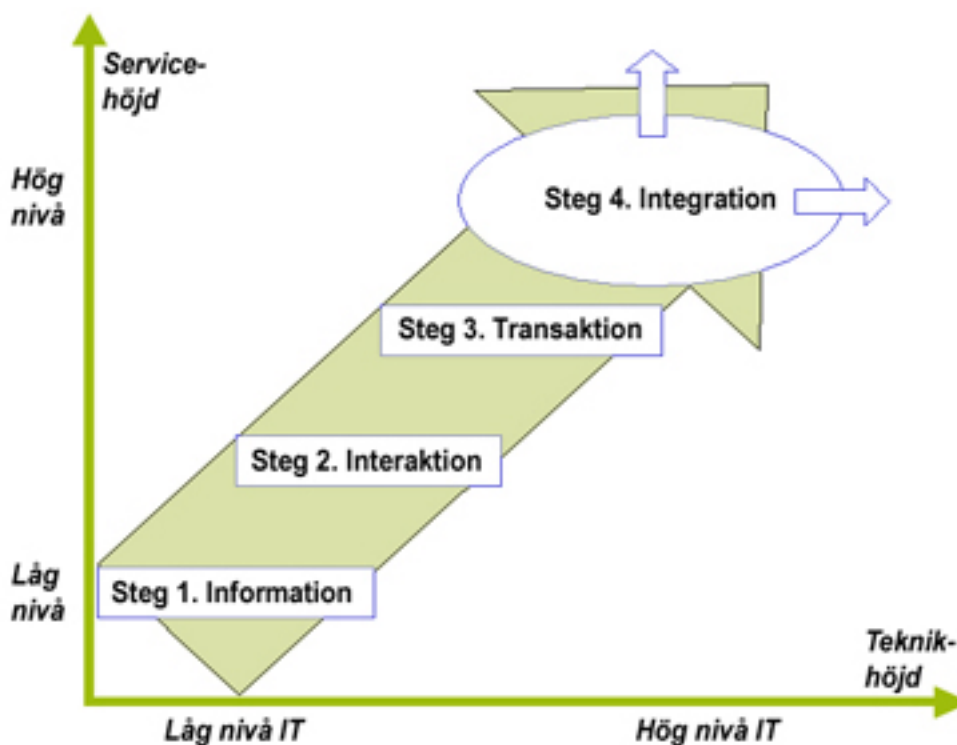 Service-
höjd
Hög
nivå
Steg 4. Integration
Steg 3. Transaktion
Steg 2. Interaktion
Låg
nivå
Steg 1. Information
Teknik-
höjd
Låg nivå IT
Hög nivå IT